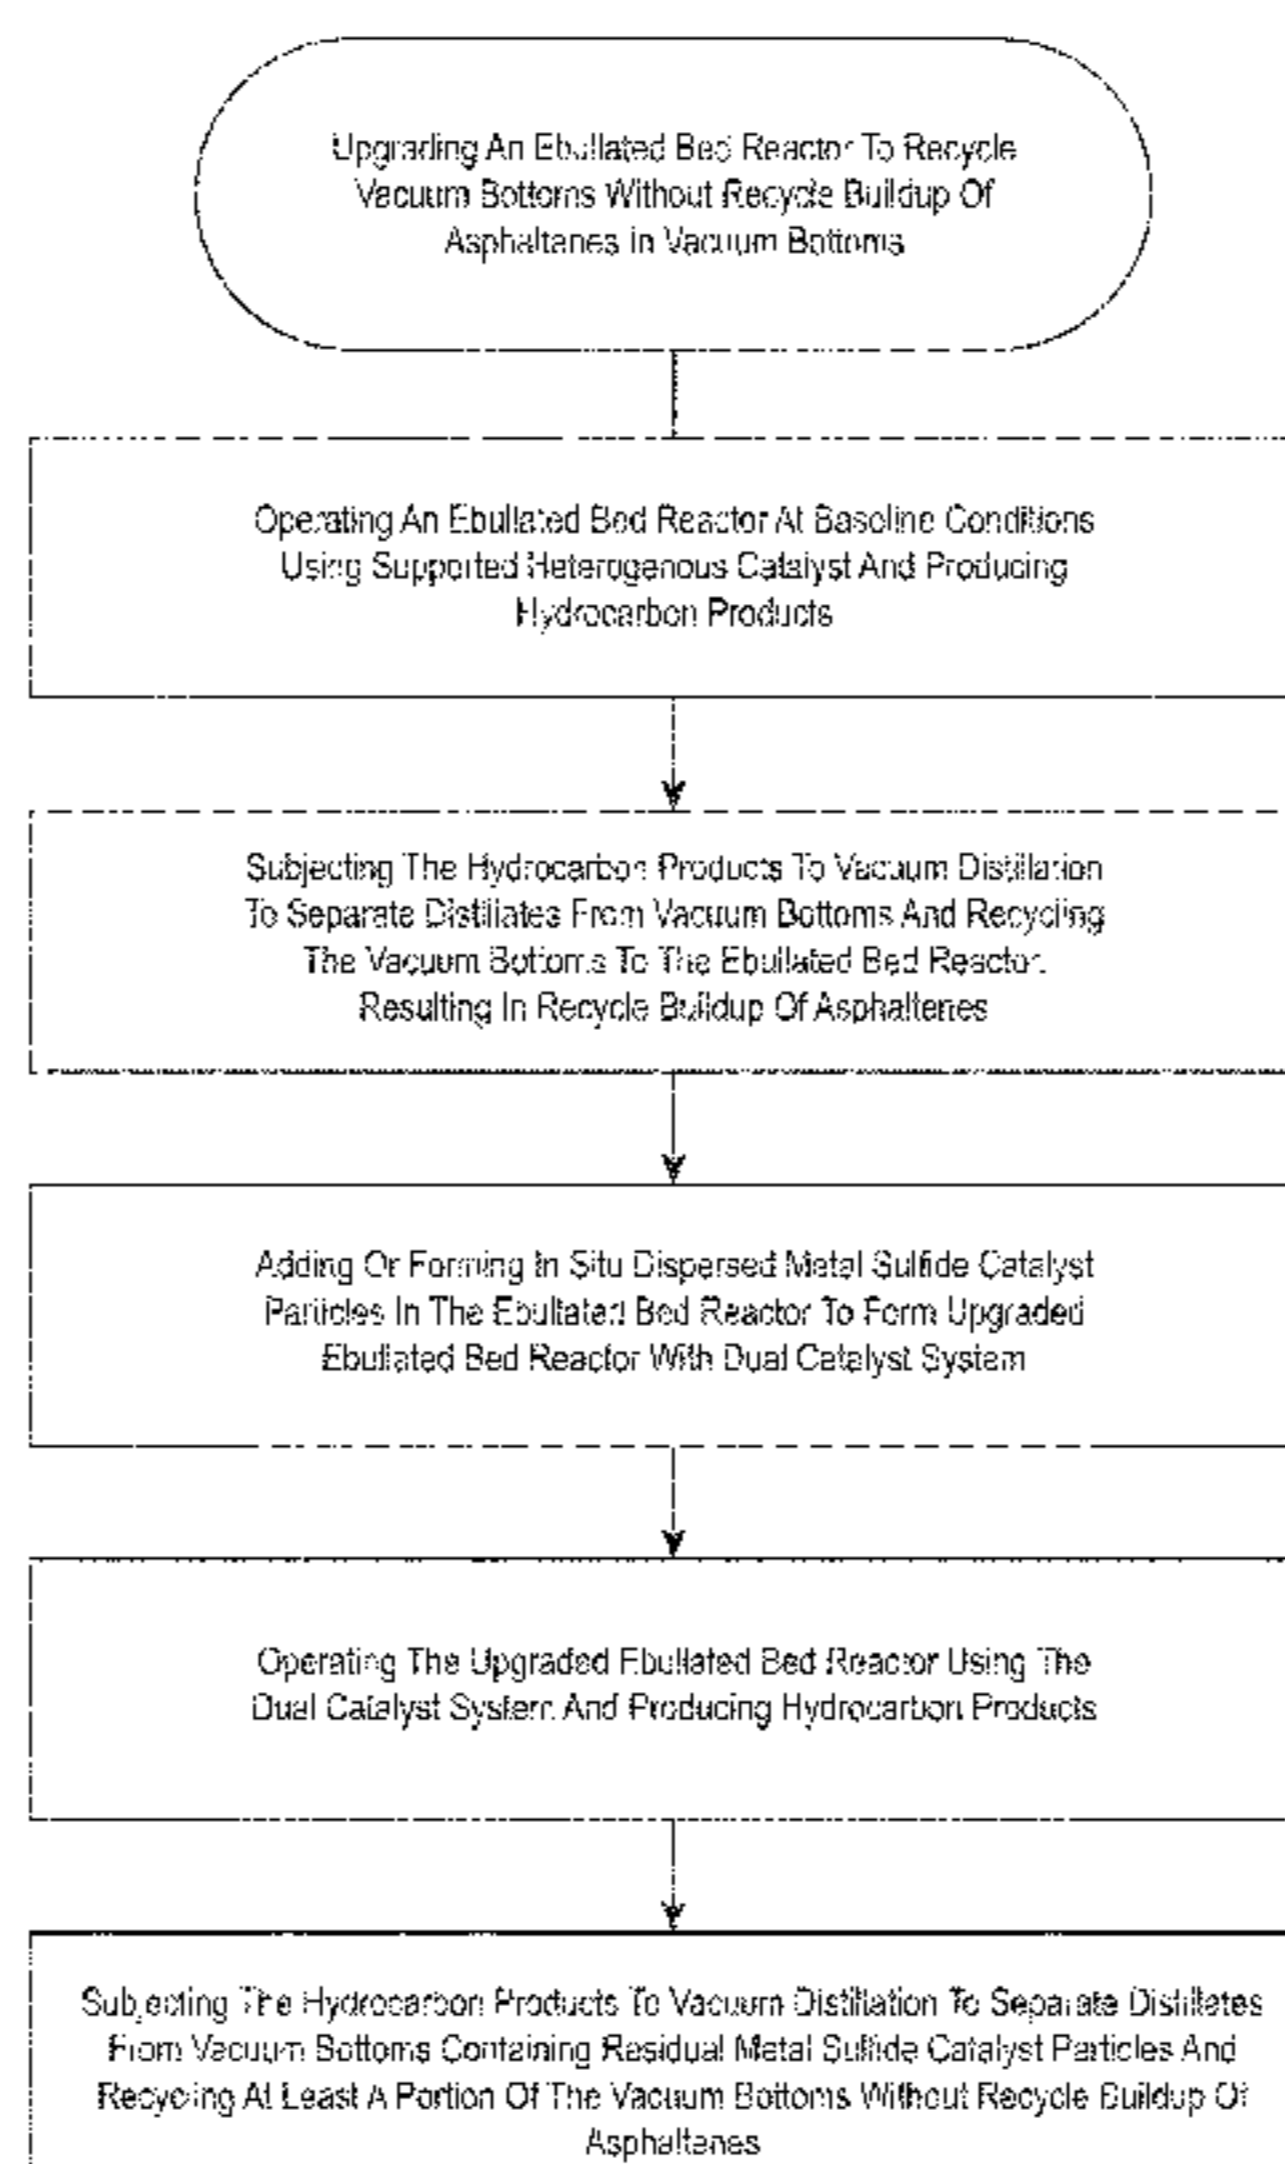 Upgrading An Ebullated Bed Reactor To Recycle
Vacuum Bottoms Without Recycle Buildup Of
Asphaltenes in Vacuum Bottoms
Operating An Ebullated Bed Reactor At Baseline Conditions
Using Supported Heterogenous Catalyst And Producing
Hydrocarbon Products
Subjecting The Hydrocarbon Products To Vacuum Distillation
To Separate Distillates From Vacuum Bottoms And Recycling
The Vacuum Bottoms To The Ebullated Bed Reactor,
Resulting In Recycle Buildup Of Asphaltenes
Adding Or Forming In Situ Dispersed Metal Sulfide Catalyst
Particles In The Ebullated Bed Reactor To Form Upgraded
Ebullated Bed Reactor With Dual Catalyst System
Operating The Upgraded Ebullated Bed Reactor Using The
Dual Catalyst System And Producing Hydrocarbon Products
Subjecting The Hydrocarbon Products To Vacuum Distillation To Separate Distillates
From Vacuum Bottoms Containing Residual Metal Sulfide Catalyst Particles And
Recycling At Least A Portion Of The Vacuum Bottoms Without Recycle Buildup Of
Asphaltenes